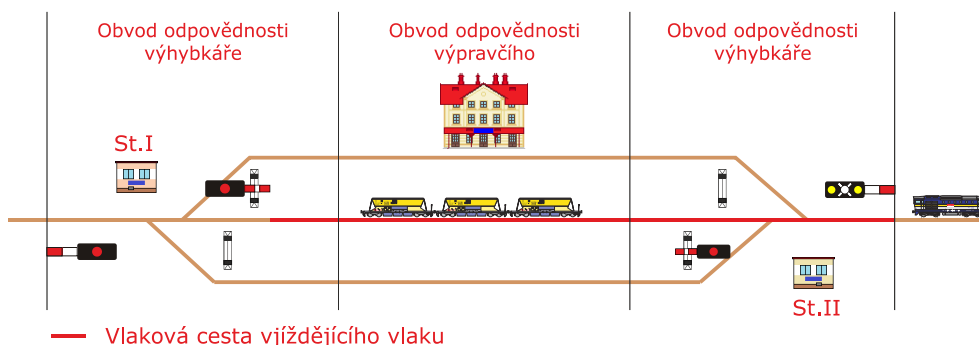 Obvod odpovědnosti
výhybkáře
Obvod odpovědnosti
výpravčího
Obvod odpovědnosti
výhybkáře
St.I
St.II
Vlaková cesta vjíždějícího vlaku